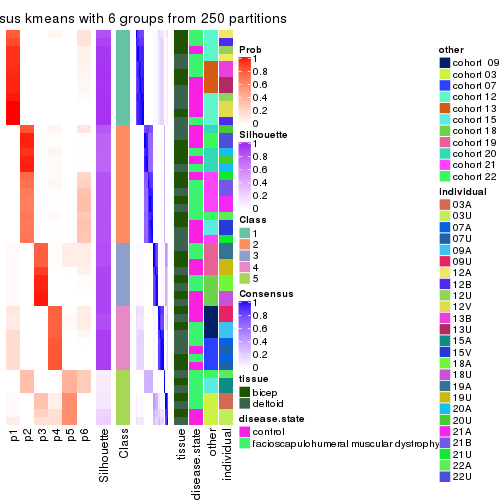 sus kmeans with 6 groups from 250 partitions
Prob
1
0.8
0.6
0.4
0.2
0
Silhouette
1
0.8
0.6
0.4
0.2
0
Class
1
2
3
4
5
Consensus
1
0.8
0.6
0.4
0.2
0
tissue
bicep
deltoid
disease.state
control
facioscapulohumeral muscular dystrophy
other
cohort 09
cohort 03
cohort 07
cohort 12
cohort 13
cohort 15
cohort 18
cohort 19
cohort 20
cohort 21
cohort 22
individual
03A
03U
07A
07U
09A
09U
12A
12B
12U
12V
13B
13U
15A
15V
18A
18U
19A
19U
20A
20U
21A
21B
21U
22A
22U
p1
p2
p3
p4
p5
p6
Silhouette
Class
tissue
disease.state
other
individual